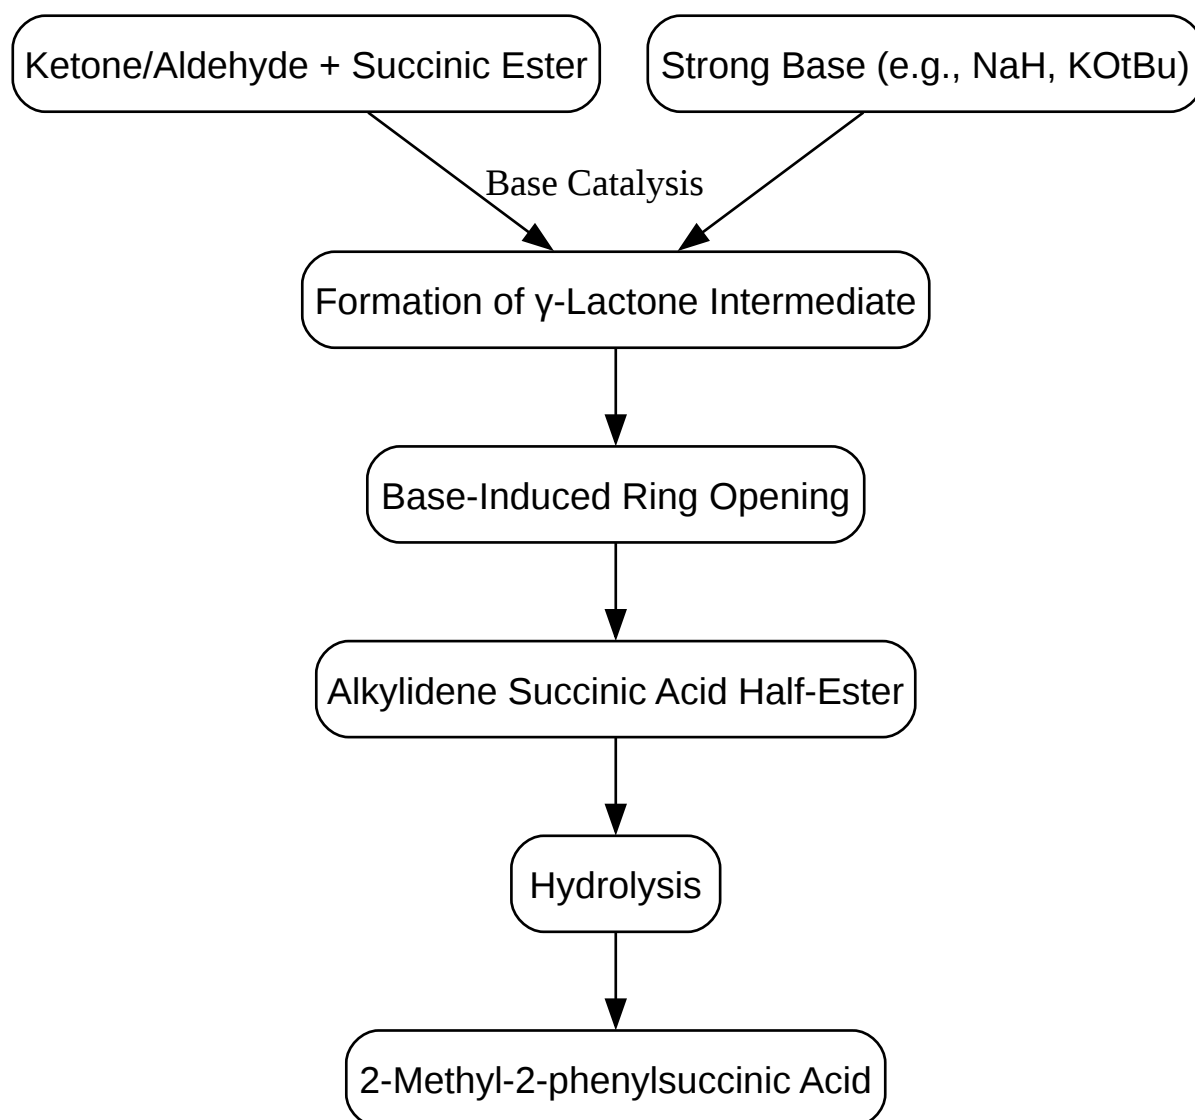 Ketone/Aldehyde + Succinic Ester
Strong Base (e.g., NaH, KOtBu)
Base Catalysis
Formation of γ-Lactone Intermediate
Base-Induced Ring Opening
Alkylidene Succinic Acid Half-Ester
Hydrolysis
2-Methyl-2-phenylsuccinic Acid